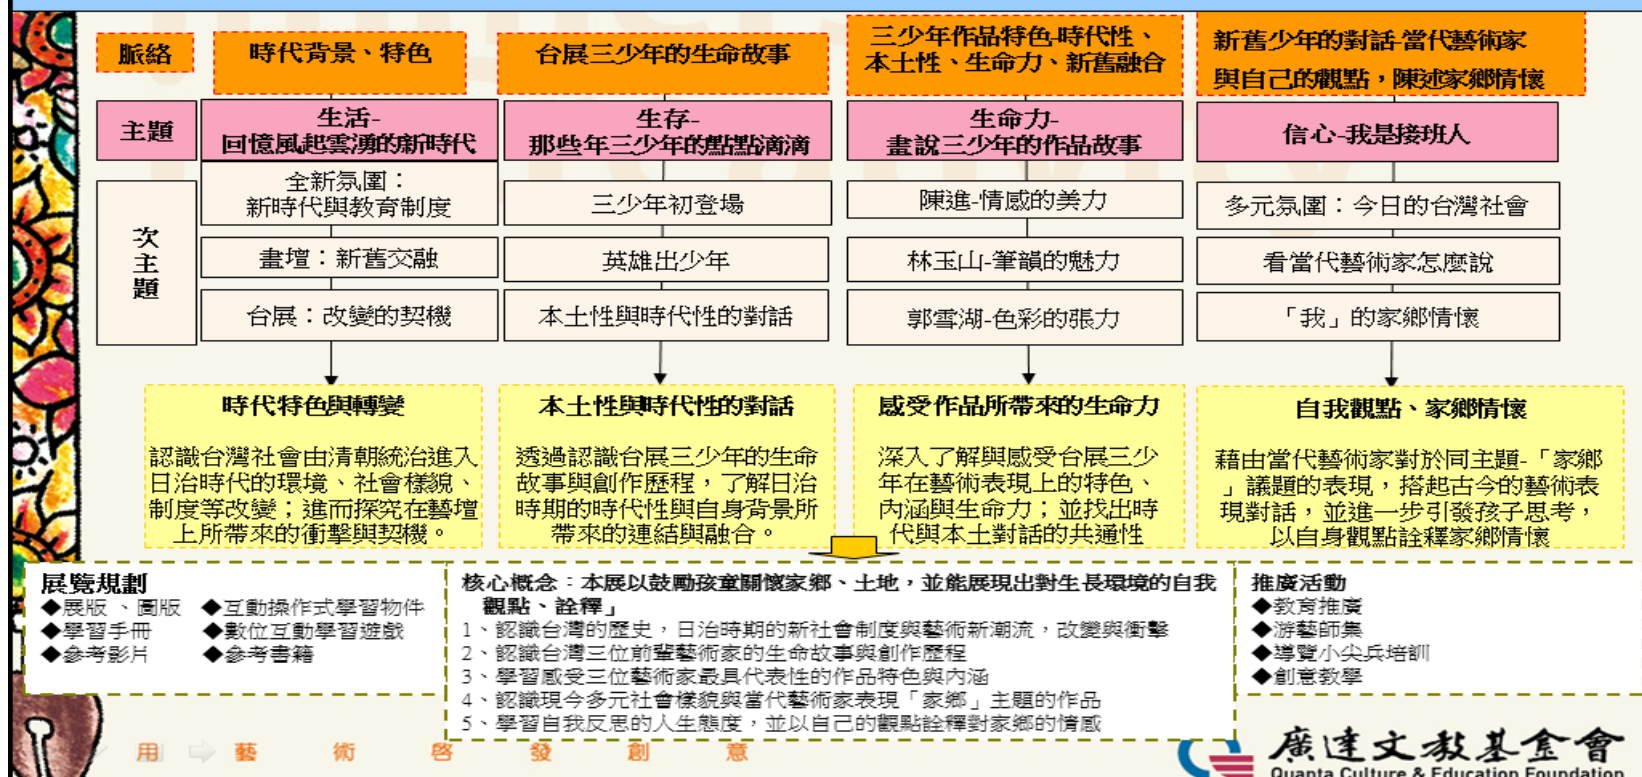 脈絡
時代背景、特色
台展三少年的生命故事
三少年作品特色-時代性、
本土性、生命力、新舊融合
新舊少年的對話-當代藝術家
與自己的觀點，陳述家鄉情懷
主題
生活-
回憶風起雲湧的新時代
生存-
那些年三少年的點點滴滴
生命力-
畫說三少年的作品故事
信心-我是接班人
次
主
題
全新氛圍：
新時代與教育制度
三少年初登場
陳進-情感的美力
多元氛圍：今日的台灣社會
畫壇：新舊交融
英雄出少年
林玉山-筆韻的魅力
看當代藝術家怎麼說
台展：改變的契機
本土性與時代性的對話
郭雪湖-色彩的張力
「我」的家鄉情懷
時代特色與轉變
認識台灣社會由清朝統治進入
日治時代的環境、社會樣貌、
制度等改變；進而探究在藝壇
上所帶來的衝擊與契機。
本土性與時代性的對話
透過認識台展三少年的生命
故事與創作歷程，了解日治
時期的時代性與自身背景所
帶來的連結與融合。
感受作品所帶來的生命力
深入了解與感受台展三少
年在藝術表現上的特色、
內涵與生命力；並找出時
代與本土對話的共通性
自我觀點、家鄉情懷
藉由當代藝術家對於同主題-「家鄉
」議題的表現，搭起古今的藝術表
現對話，並進一步引發孩子思考，
以自身觀點詮釋家鄉情懷
展覽規劃
◆展版 、圖版 ◆互動操作式學習物件
◆學習手冊 ◆數位互動學習遊戲
◆參考影片 ◆參考書籍
核心概念：本展以鼓勵孩童關懷家鄉、土地，並能展現出對生長環境的自我
觀點、詮釋」
1、認識台灣的歷史，日治時期的新社會制度與藝術新潮流，改變與衝擊
2、認識台灣三位前輩藝術家的生命故事與創作歷程
3、學習感受三位藝術家最具代表性的作品特色與內涵
4、認識現今多元社會樣貌與當代藝術家表現「家鄉」主題的作品
5、學習自我反思的人生態度，並以自己的觀點詮釋對家鄉的情感
推廣活動
◆教育推廣
◆游藝師集
◆導覽小尖兵培訓
◆創意教學
用 藝 術 啓 發 創 意
廣達文教基金會
Quanta Culture & Education Foundation